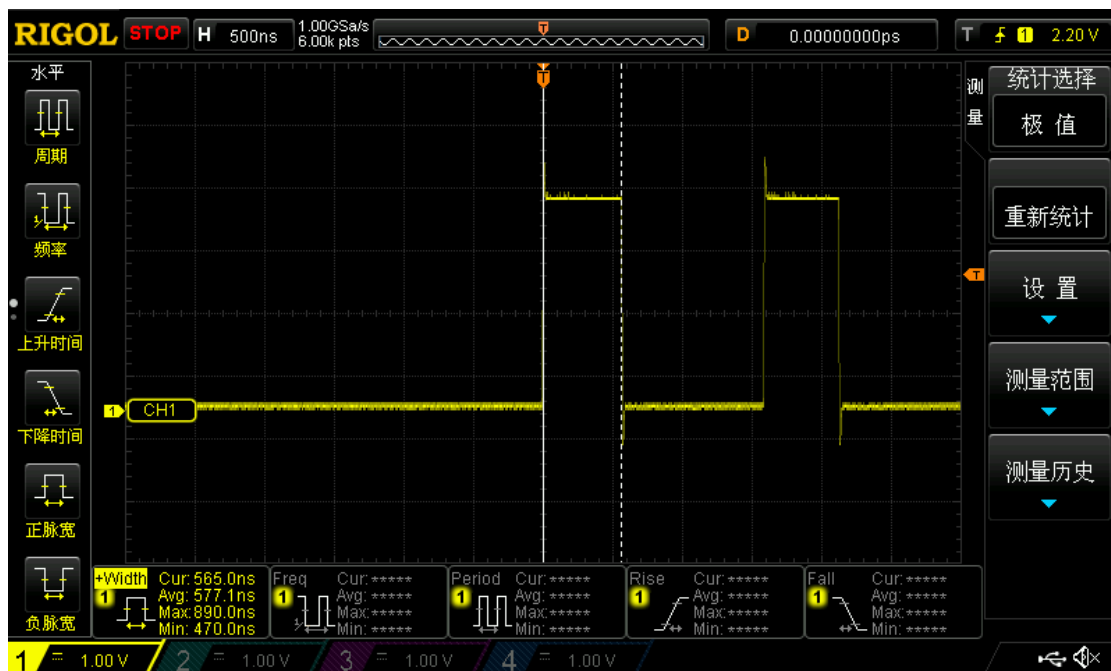 RIGOL STOP H 500ns 1.00GSa/s 6.00k pts T D 0.00000000ps T 1 2.20 V
水平
周期
频率
上升时间
下降时间
正脉宽
负脉宽
T
1 CH1
T
测量
统计选择
极值
重新统计
设置
测量范围
测量历史
+Width
1
Cur: 565.0ns
Avg: 577.1ns
Max: 890.0ns
Min: 470.0ns
Freq
1
Cur: *****
Avg: *****
Max: *****
Min: *****
Period
1
Cur: *****
Avg: *****
Max: *****
Min: *****
Rise
1
Cur: *****
Avg: *****
Max: *****
Min: *****
Fall
1
Cur: *****
Avg: *****
Max: *****
Min: *****
1 = 1.00 V 2 = 1.00 V 3 = 1.00 V 4 = 1.00 V